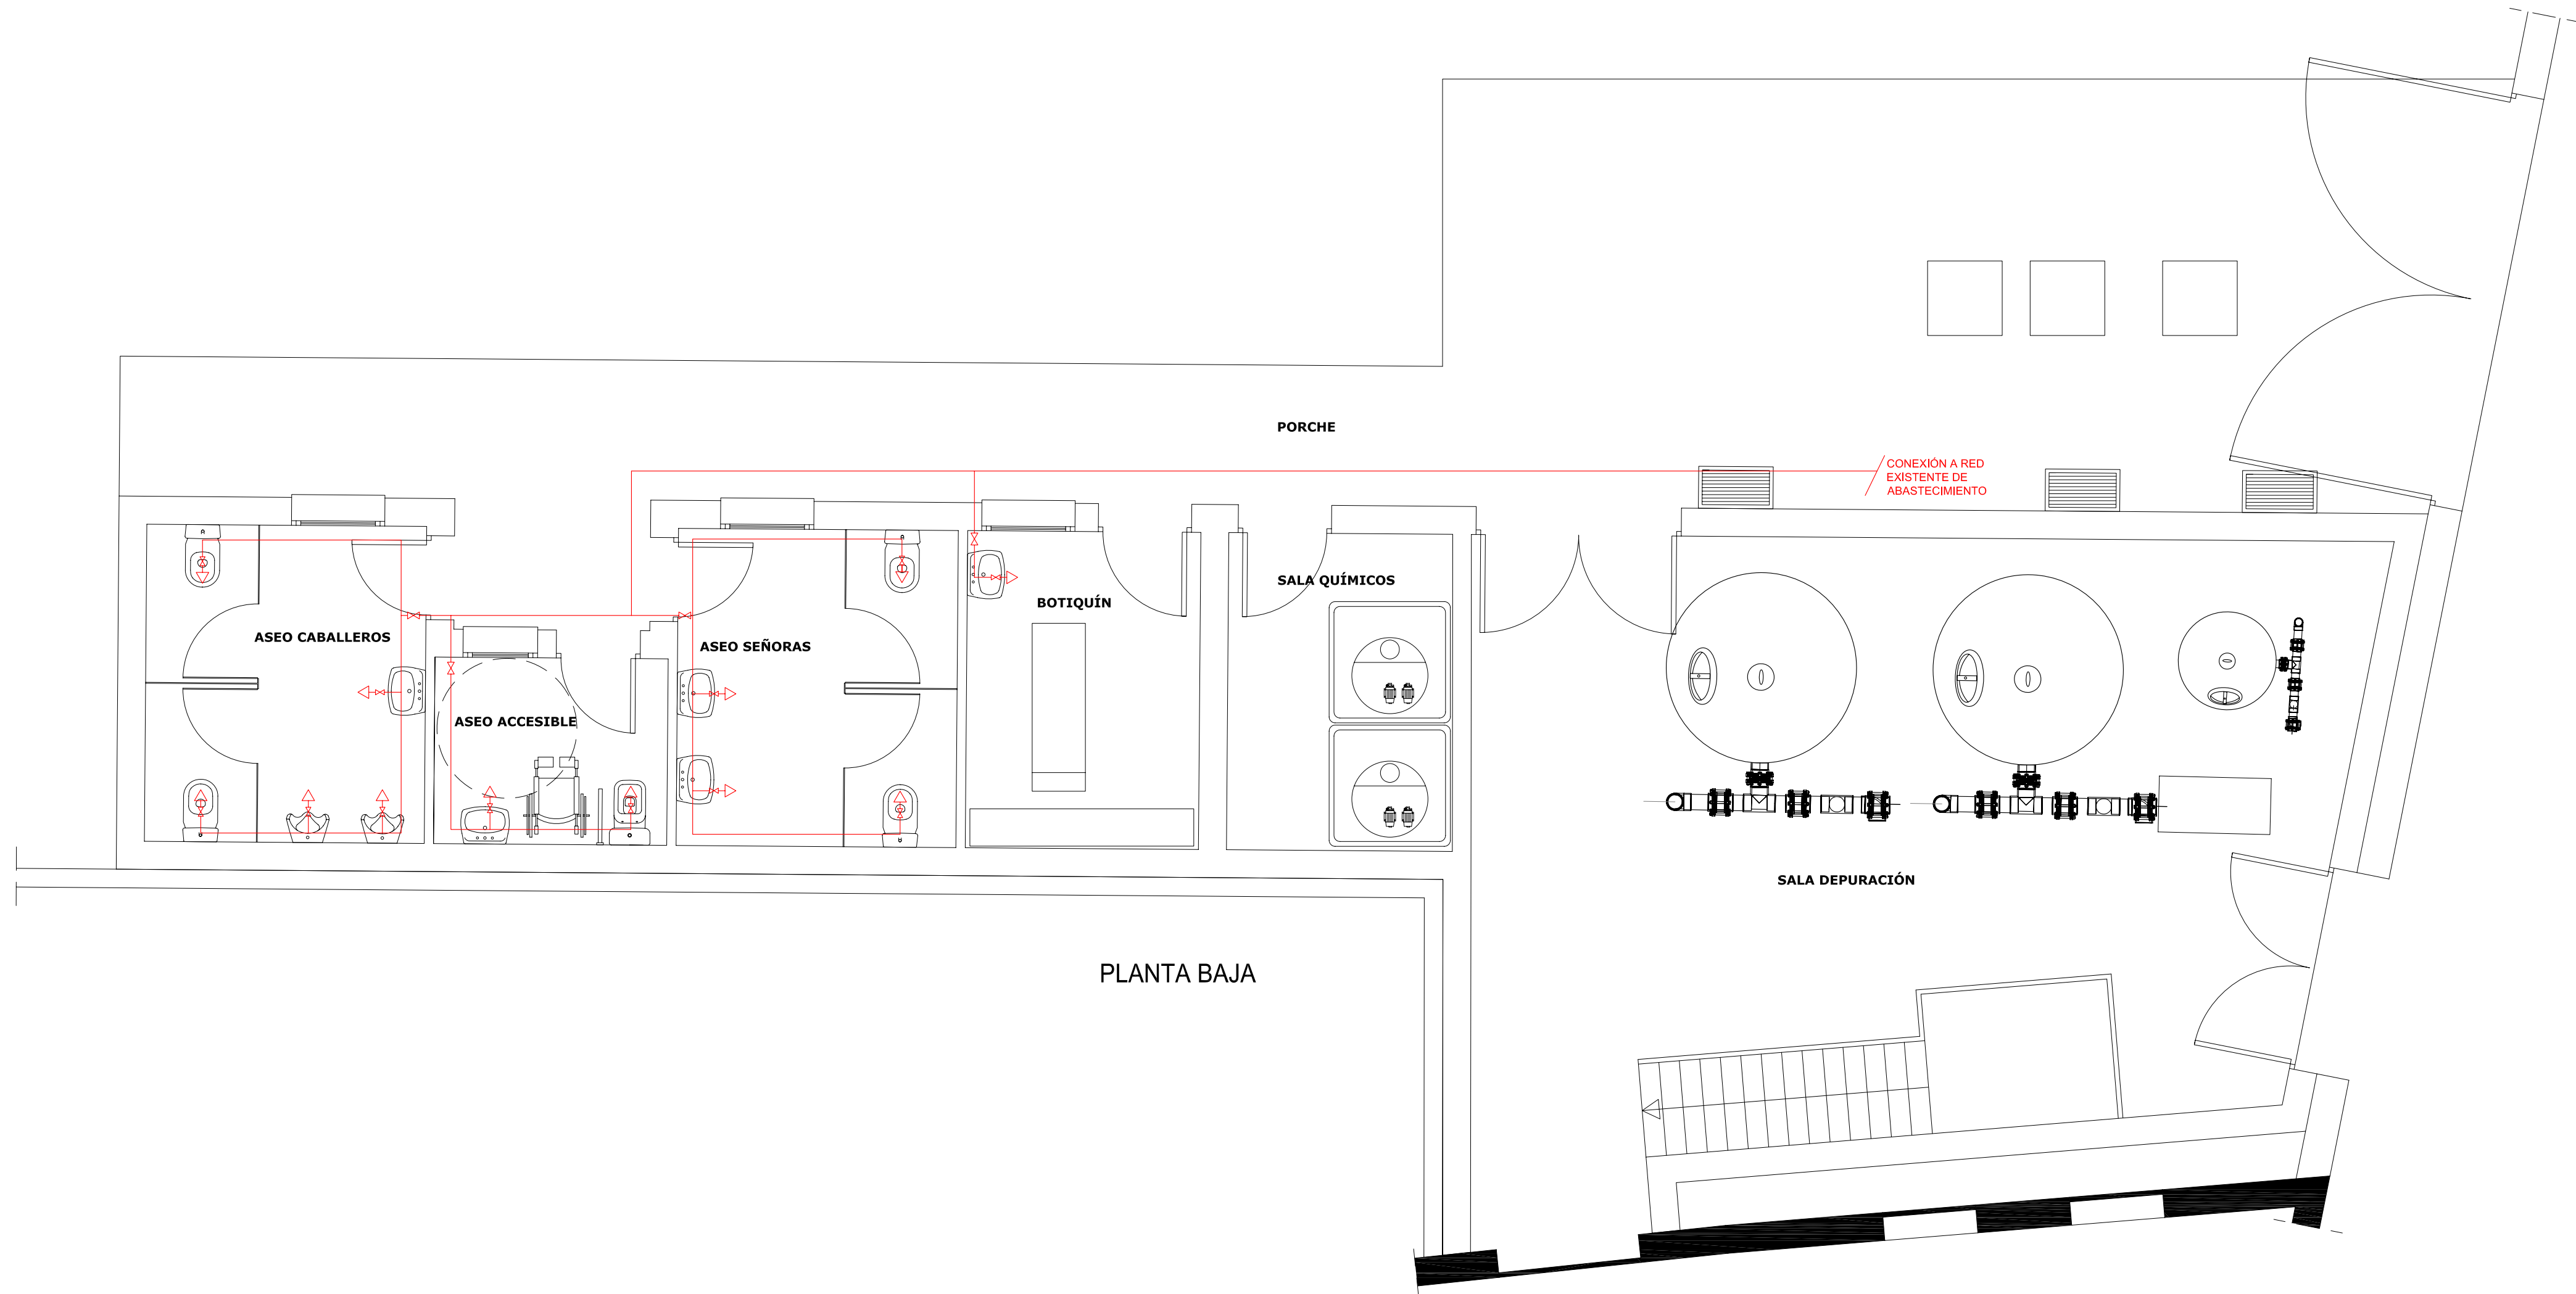 PORCHE
CONEXIÓN A RED
EXISTENTE DE
ABASTECIMIENTO
SALA QUÍMICOS
BOTIQUÍN
ASEO CABALLEROS
ASEO SEÑORAS
ASEO ACCESIBLE
SALA DEPURACIÓN
PLANTA BAJA